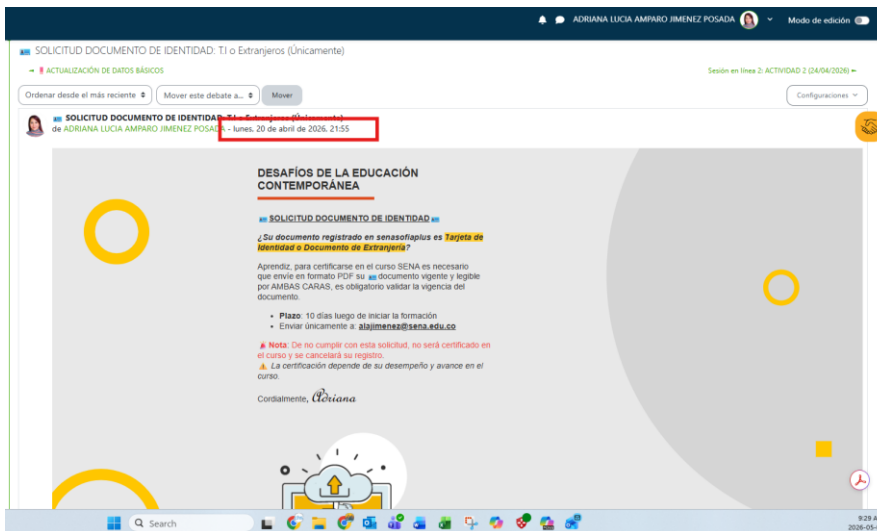 ADRIANA LUCIA AMPARO JIMENEZ POSADA
Modo de edición
SOLICITUD DOCUMENTO DE IDENTIDAD: T.I o Extranjeros (Únicamente)
ACTUALIZACIÓN DE DATOS BÁSICOS
Sesión en línea 2: ACTIVIDAD 2 (24/04/2026)
Ordenar desde el más reciente
Mover este debate a...
Mover
Configuraciones
SOLICITUD DOCUMENTO DE IDENTIDAD: T.I o Extranjeros (Únicamente)
de ADRIANA LUCIA AMPARO JIMENEZ POSADA - lunes, 20 de abril de 2026, 21:55
DESAFÍOS DE LA EDUCACIÓN
CONTEMPORÁNEA
SOLICITUD DOCUMENTO DE IDENTIDAD
¿Su documento registrado en senasofiaplus es Tarjeta de
Identidad o Documento de Extranjería?
Aprendiz, para certificarse en el curso SENA es necesario
que envíe en formato PDF su documento vigente y legible
por AMBAS CARAS, es obligatorio validar la vigencia del
documento.
• Plazo: 10 días luego de iniciar la formación
• Enviar únicamente a: alajimenez@sena.edu.co
Nota: De no cumplir con esta solicitud, no será certificado en
el curso y se cancelará su registro.
La certificación depende de su desempeño y avance en el
curso.
Cordialmente, Adriana
Search
9:29 A
2026-05-